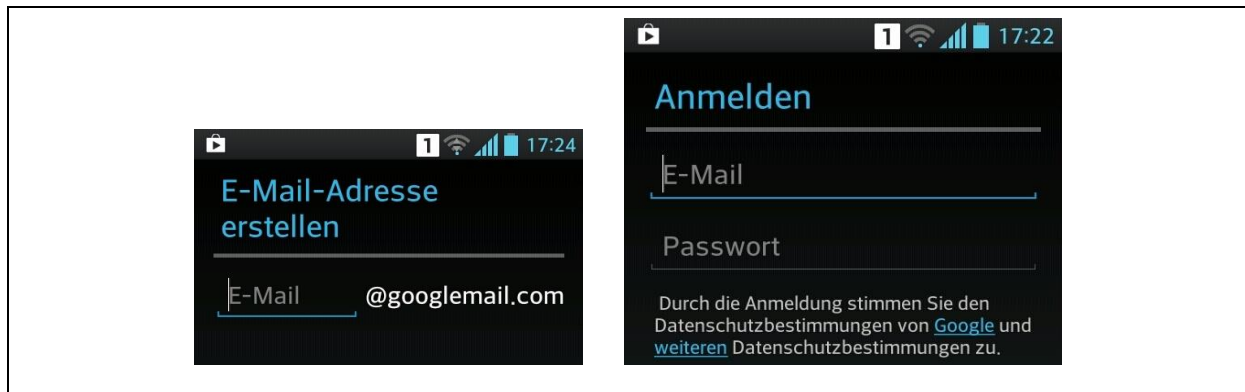 1 17:24
E-Mail-Adresse
erstellen
E-Mail @googlemail.com
1 17:22
Anmelden
E-Mail
Passwort
Durch die Anmeldung stimmen Sie den
Datenschutzbestimmungen von Google und
weiteren Datenschutzbestimmungen zu.